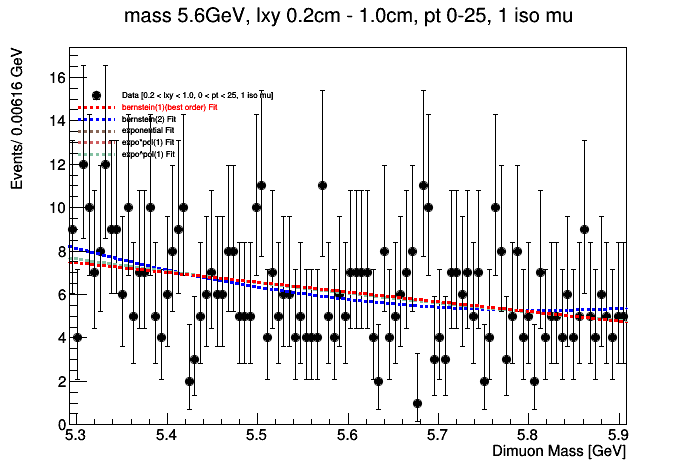 mass 5.6GeV, lxy 0.2cm - 1.0cm, pt 0-25, 1 iso mu
Events/ 0.00616 GeV
16
14
12
10
8
6
4
2
0
Data [0.2 < lxy < 1.0, 0 < pt < 25, 1 iso mu]
bernstein(1)(best order) Fit
bernstein(2) Fit
exponential Fit
expo*pol(1) Fit
expo^pol(1) Fit
5.3
5.4
5.5
5.6
5.7
5.8
5.9
Dimuon Mass [GeV]